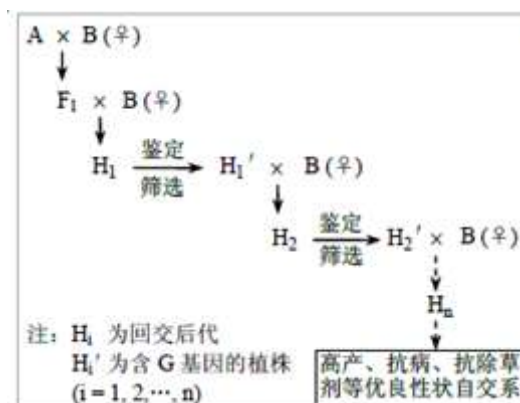 A × B(♀)
F₁ × B(♀)
H₁ 鉴定 筛选 H₁′ × B(♀)
H₂ 鉴定 筛选 H₂′ × B(♀)
Hₙ
注：Hᵢ 为回交后代
Hᵢ′为含 G 基因的植株
(i = 1, 2,⋯, n)
高产、抗病、抗除草
剂等优良性状自交系